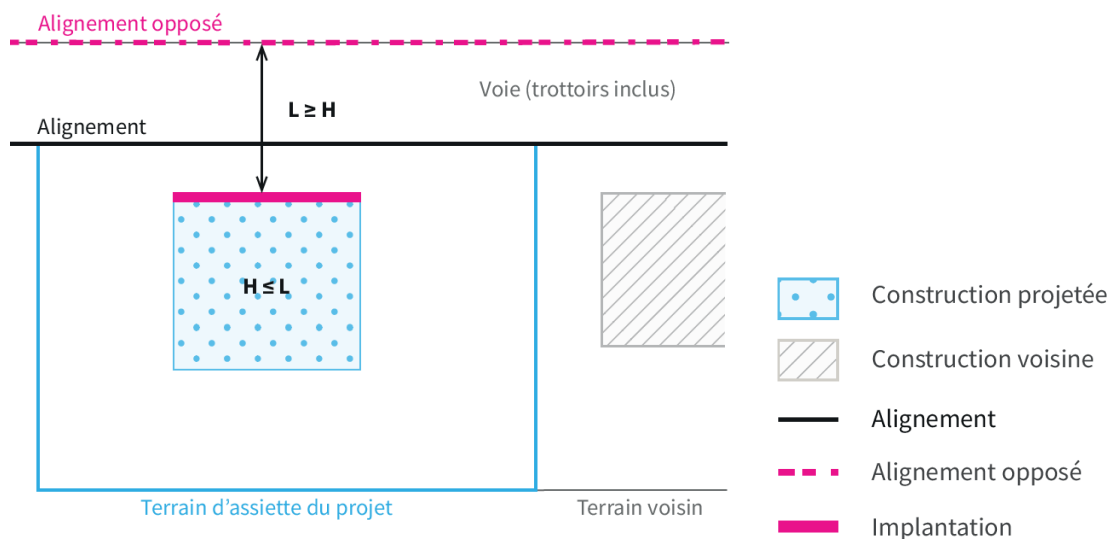 Alignement opposé
Voie (trottoirs inclus)
L ≥ H
Alignement
H ≤ L
Terrain d’assiette du projet
Terrain voisin
Construction projetée
Construction voisine
Alignement
Alignement opposé
Implantation